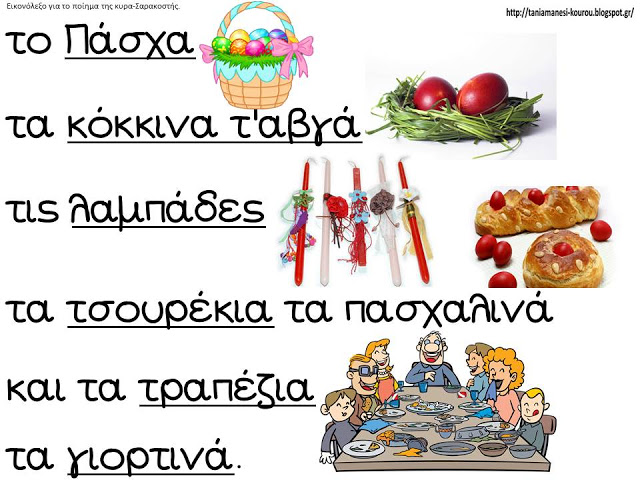 Εικονόλεξο για το ποίημα της κυρα-Σαρακοστής.
http://taniamanesi-kourou.blogspot.gr/
το Πάσχα
τα κόκκινα τ'αβγά
τις λαμπάδες
τα τσουρέκια τα πασχαλινά
και τα τραπέζια
τα γιορτινά.